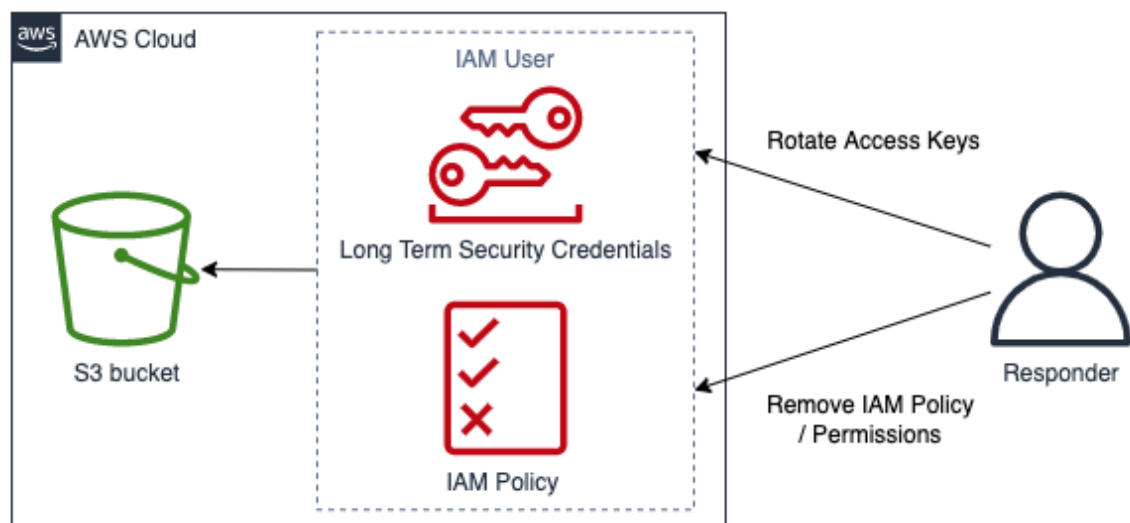 aws
AWS Cloud
IAM User
Rotate Access Keys
Long Term Security Credentials
S3 bucket
Responder
Remove IAM Policy
/ Permissions
IAM Policy